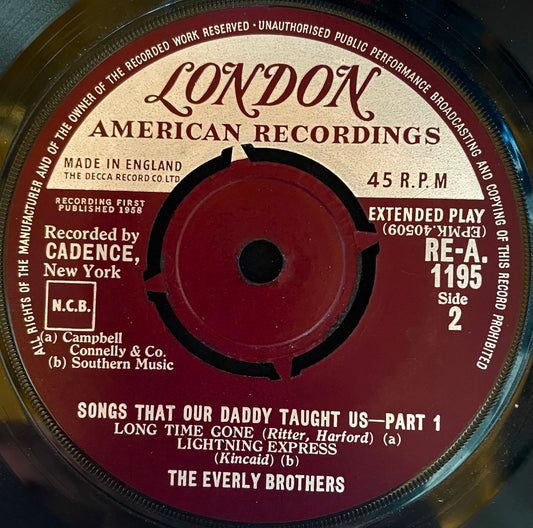 ALL RIGHTS OF THE MANUFACTURER AND OF THE OWNER OF THE RECORDED WORK RESERVED · UNAUTHORISED PUBLIC PERFORMANCE BROADCASTING AND COPYING OF THIS RECORD PROHIBITED
LONDON
AMERICAN RECORDINGS
MADE IN ENGLAND
THE DECCA RECORD CO. LTD.
45 R.P.M
RECORDING FIRST
PUBLISHED 1958
EXTENDED PLAY
(EPMK 40509)
Recorded by
CADENCE,
New York
RE-A.
1195
Side
2
N.C.B.
(a) Campbell
Connelly & Co.
(b) Southern Music
SONGS THAT OUR DADDY TAUGHT US—PART 1
LONG TIME GONE (Ritter, Harford) (a)
LIGHTNING EXPRESS
(Kincaid) (b)
THE EVERLY BROTHERS